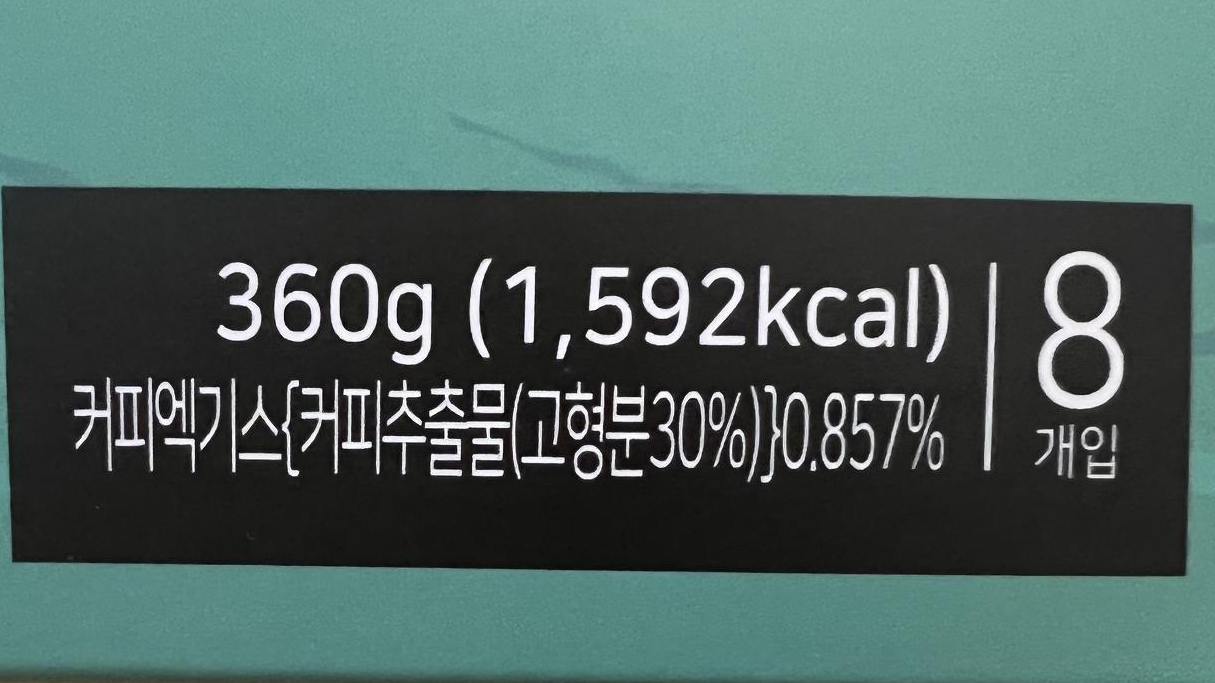 360g (1,592kcal)
커피엑기스{커피추출물(고형분30%)}0.857%
8
개입